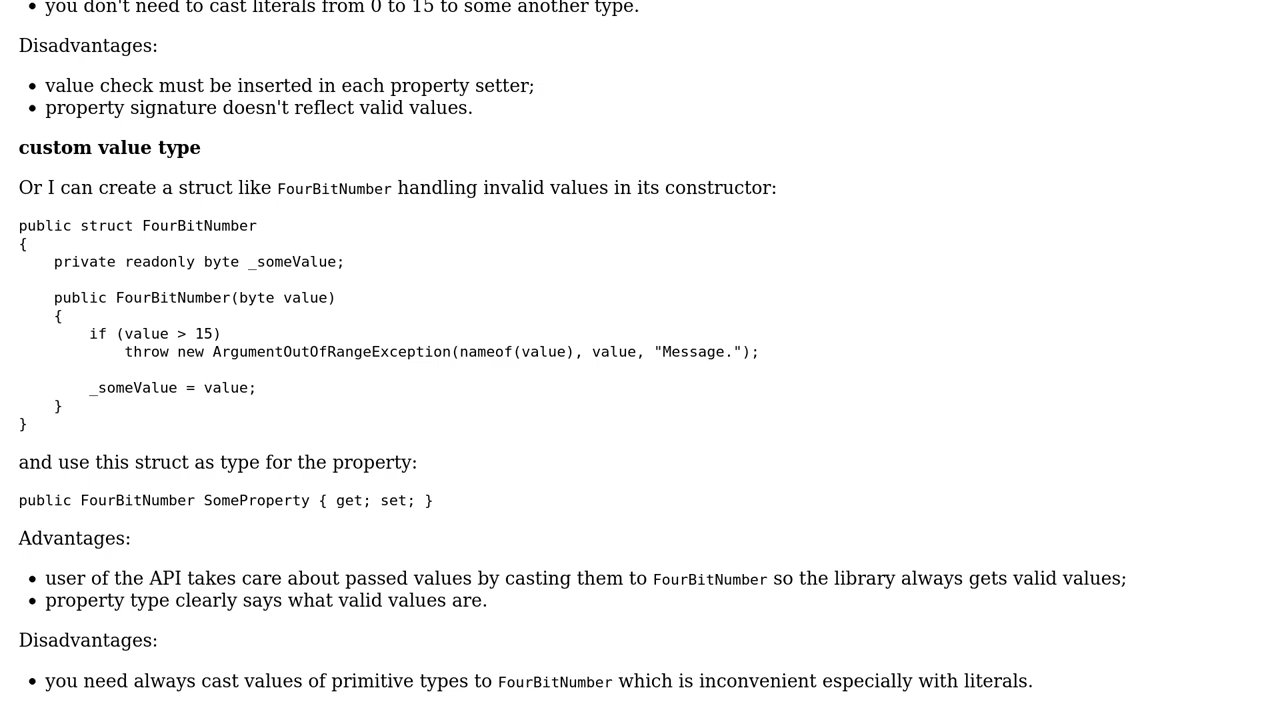 • you don't need to cast literals from 0 to 15 to some another type.
Disadvantages:
• value check must be inserted in each property setter;
• property signature doesn't reflect valid values.
custom value type
Or I can create a struct like FourBitNumber handling invalid values in its constructor:
public struct FourBitNumber
{
    private readonly byte _someValue;
    public FourBitNumber(byte value)
    {
        if (value > 15)
            throw new ArgumentOutOfRangeException(nameof(value), value, "Message.");
        _someValue = value;
    }
}
and use this struct as type for the property:
public FourBitNumber SomeProperty { get; set; }
Advantages:
• user of the API takes care about passed values by casting them to FourBitNumber so the library always gets valid values;
• property type clearly says what valid values are.
Disadvantages:
• you need always cast values of primitive types to FourBitNumber which is inconvenient especially with literals.